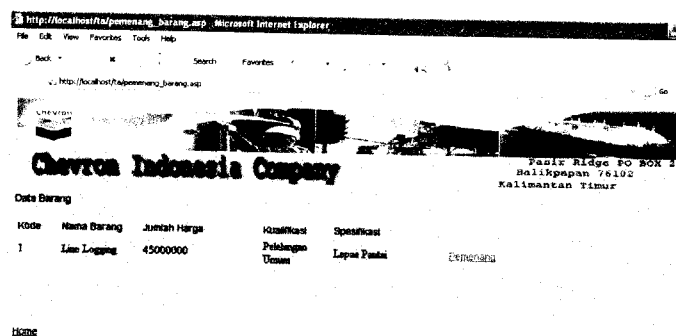 http://localhost/ta/pemenang_barang.asp Microsoft Internet Explorer
File Edit View Favorites Tools Help
Back Search Favorites
http://localhost/ta/pemenang_barang.asp Go
Chevron
Chevron Indonesia Company
Pasir Ridge PO BOX 2
Balikpapan 76102
Kalimantan Timur
Data Barang
Kode Nama Barang Jumlah Harga Kualifikasi Spesifikasi
1 Line Logging 45000000 Pelelangan Umum Lepas Pantai Pemenang
Home